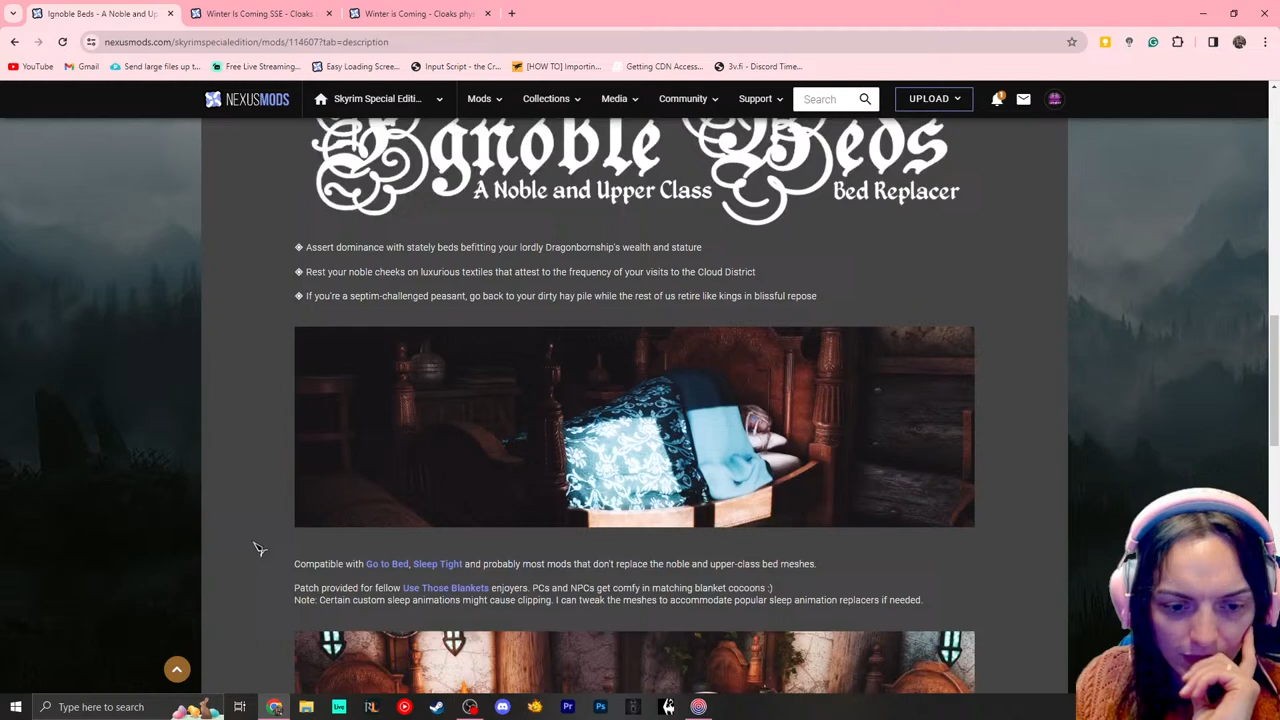 Ignoble Beds - A Noble and Up
Winter Is Coming SSE - Cloaks
Winter is Coming - Cloaks phys
nexusmods.com/skyrimspecialedition/mods/114607?tab=description
YouTube
Gmail
Send large files up t...
Free Live Streaming...
Easy Loading Scree...
Input Script - the Cr...
[HOW TO] Importin...
Getting CDN Access...
3v.fi - Discord Time...
NEXUSMODS
Skyrim Special Editi...
Mods
Collections
Media
Community
Support
Search
UPLOAD
Ignoble Beds
A Noble and Upper Class Bed Replacer
Assert dominance with stately beds befitting your lordly Dragonbornship's wealth and stature
Rest your noble cheeks on luxurious textiles that attest to the frequency of your visits to the Cloud District
If you're a septim-challenged peasant, go back to your dirty hay pile while the rest of us retire like kings in blissful repose
Compatible with Go to Bed, Sleep Tight and probably most mods that don't replace the noble and upper-class bed meshes.
Patch provided for fellow Use Those Blankets enjoyers. PCs and NPCs get comfy in matching blanket cocoons :)
Note: Certain custom sleep animations might cause clipping. I can tweak the meshes to accommodate popular sleep animation replacers if needed.
Type here to search
Live
Pr
Ps